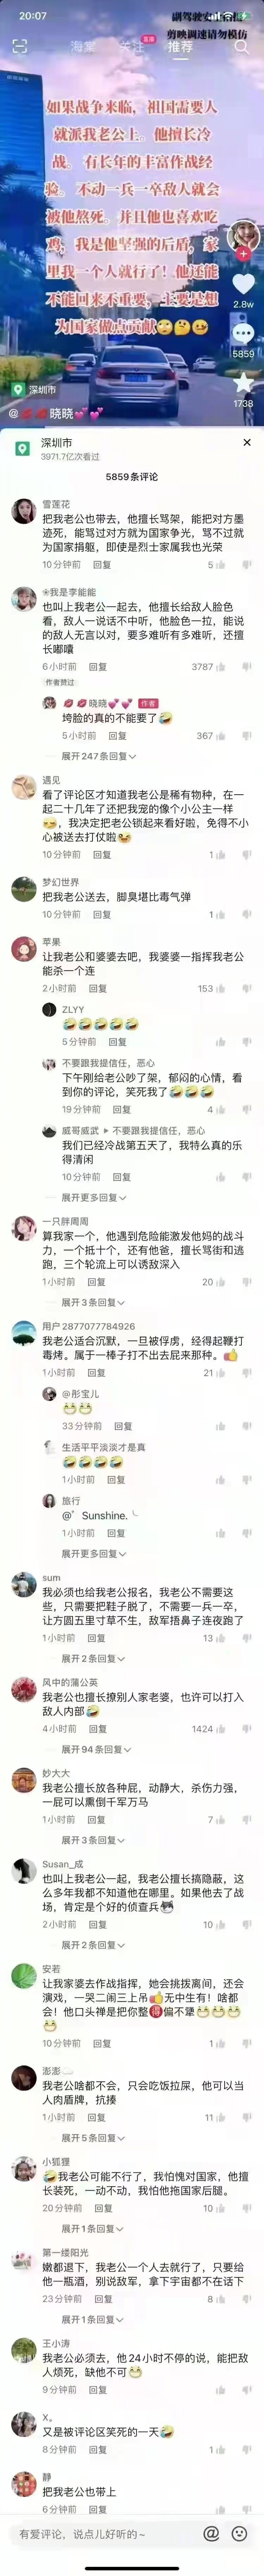 20:07
副驾驶安全拍摄
剪映调速请勿模仿
海棠
关注
直播
推荐
如果战争来临，祖国需要人
就派我老公上。他擅长冷
战。有长年的丰富作战经
验。不动一兵一卒敌人就会
被他熬死。并且他也喜欢吃
鸡，我是他坚强的后盾，家
里我一个人就行了！他还能
不能回来不重要，主要是想
为国家做点贡献🙄🤔😜
2.8w
5859
1738
深圳市
@💋💋晓晓💕💕
深圳市
3971.7亿次看过
5859条评论
雪莲花
把我老公也带去，他擅长骂架，能把对方墨
迹死，能骂过对方就为国家争光，骂不过就
为国家捐躯，即使是烈士家属我也光荣
10分钟前 回复 5
❀我是李能能
也叫上我老公一起去，他擅长给敌人脸色
看，敌人一说话不中听，他脸色一拉，能说
的敌人无言以对，要多难听有多难听，还擅
长嘟囔
6小时前 回复 3787
作者赞过
💋💋晓晓💕💕 作者
垮脸的真的不能要了🤣
5小时前 回复 367
展开247条回复
遇见
看了评论区才知道我老公是稀有物种，在一
起二十一年了还把我宠的像个小公主一样
😏，我决定把老公锁起来看好啦，免得不小
心被送去打仗啦😄
10分钟前 回复 1
梦幻世界
把我老公送去，脚臭堪比毒气弹
10分钟前 回复 1
苹果
让我老公和婆婆去吧，我婆婆一指挥我老公
能杀一个连
2小时前 回复 153
ZLYY
🤣🤣🤣🤣🤣
5分钟前 回复
不要跟我提信任，恶心
下午刚给老公吵了架，郁闷的心情，看
到你的评论，笑死我了🤣🤣🤣
19分钟前 回复 4
威哥威武 ▶ 不要跟我提信任，恶心
我们已经冷战第五天了，我特么真的乐
得清闲
10分钟前 回复
展开更多回复
一只胖周周
算我家一个，他遇到危险能激发他妈的战斗
力，一个抵十个，还有他爸，擅长骂街和逃
跑，三个轮流上可以诱敌深入
1小时前 回复 20
展开3条回复
用户2877077784926
我老公适合沉默，一旦被俘虏，经得起鞭打
毒烤。属于一棒子打不出去屁来那种。👍
1小时前 回复 21
@彤宝儿
😁😁
33分钟前 回复
生活平平淡淡才是真
🤣🤣🤣🤣
1小时前 回复
旅行
@゛Sunshine.╰
1小时前 回复
展开更多回复
sum
我必须也给我老公报名，我老公不需要这
些，只需要把鞋子脱了，不需要一兵一卒，
让方圆五里寸草不生，敌军捂鼻子连夜跑了
1小时前 回复 13
展开2条回复
风中的蒲公英
我老公也擅长撩别人家老婆，也许可以打入
敌人内部🤣
4小时前 回复 1424
展开94条回复
妙大大
我老公擅长放各种屁，动静大，杀伤力强，
一屁可以熏倒千军万马
1小时前 回复 7
展开3条回复
Susan_成
也叫上我老公一起，我老公擅长搞隐蔽，这
么多年我都不知道他在哪里。如果他去了战
场，肯定是个好的侦查兵🐱
2小时前 回复 10
展开2条回复
安若
让我家婆去作战指挥，她会挑拨离间，还会
演戏，一哭二闹三上吊👍无中生有！啥都
会！他口头禅是把你整得偏不犟😁😁😁
😁
10分钟前 回复 1
澎澎☁
我老公啥都不会，只会吃饭拉屎，他可以当
人肉盾牌，抗揍
1小时前 回复 11
展开5条回复
小狐狸
🤣我老公可能不行了，我怕愧对国家，他擅
长装死，一动不动，我怕他拖国家后腿。
20分钟前 回复 10
展开1条回复
第一缕阳光
嫩都退下，我老公一个人去就行了，只要给
他一瓶酒，别说敌军，拿下宇宙都不在话下
23分钟前 回复 8
展开1条回复
王小涛
我老公必须去，他24小时不停的说，能把敌
人烦死，缺他不可😁
9分钟前 回复
X。
又是被评论区笑死的一天🤣
8分钟前 回复 1
静
把我老公也带上
6分钟前 回复
有爱评论，说点儿好听的~